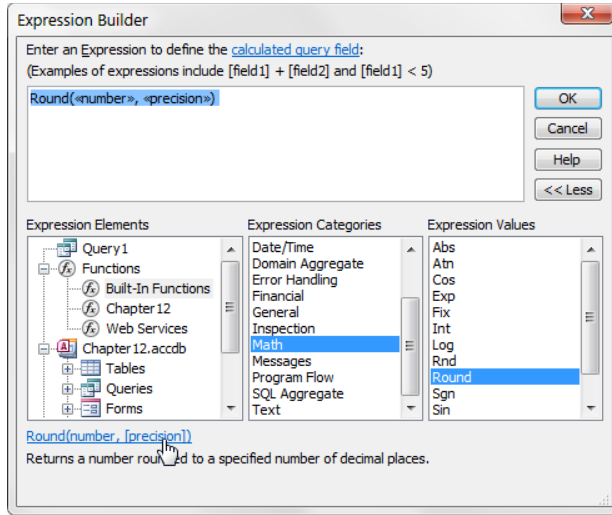 Expression Builder
Enter an Expression to define the calculated query field:
(Examples of expressions include [field1] + [field2] and [field1] < 5)
Round(«number», «precision»)
OK
Cancel
Help
<< Less
Expression Elements
Query1
Functions
Built-In Functions
Chapter12
Web Services
Chapter12.accdb
Tables
Queries
Forms
Expression Categories
Date/Time
Domain Aggregate
Error Handling
Financial
General
Inspection
Math
Messages
Program Flow
SQL Aggregate
Text
Expression Values
Abs
Atn
Cos
Exp
Fix
Int
Log
Rnd
Round
Sgn
Sin
Round(number, [precision])
Returns a number rounded to a specified number of decimal places.